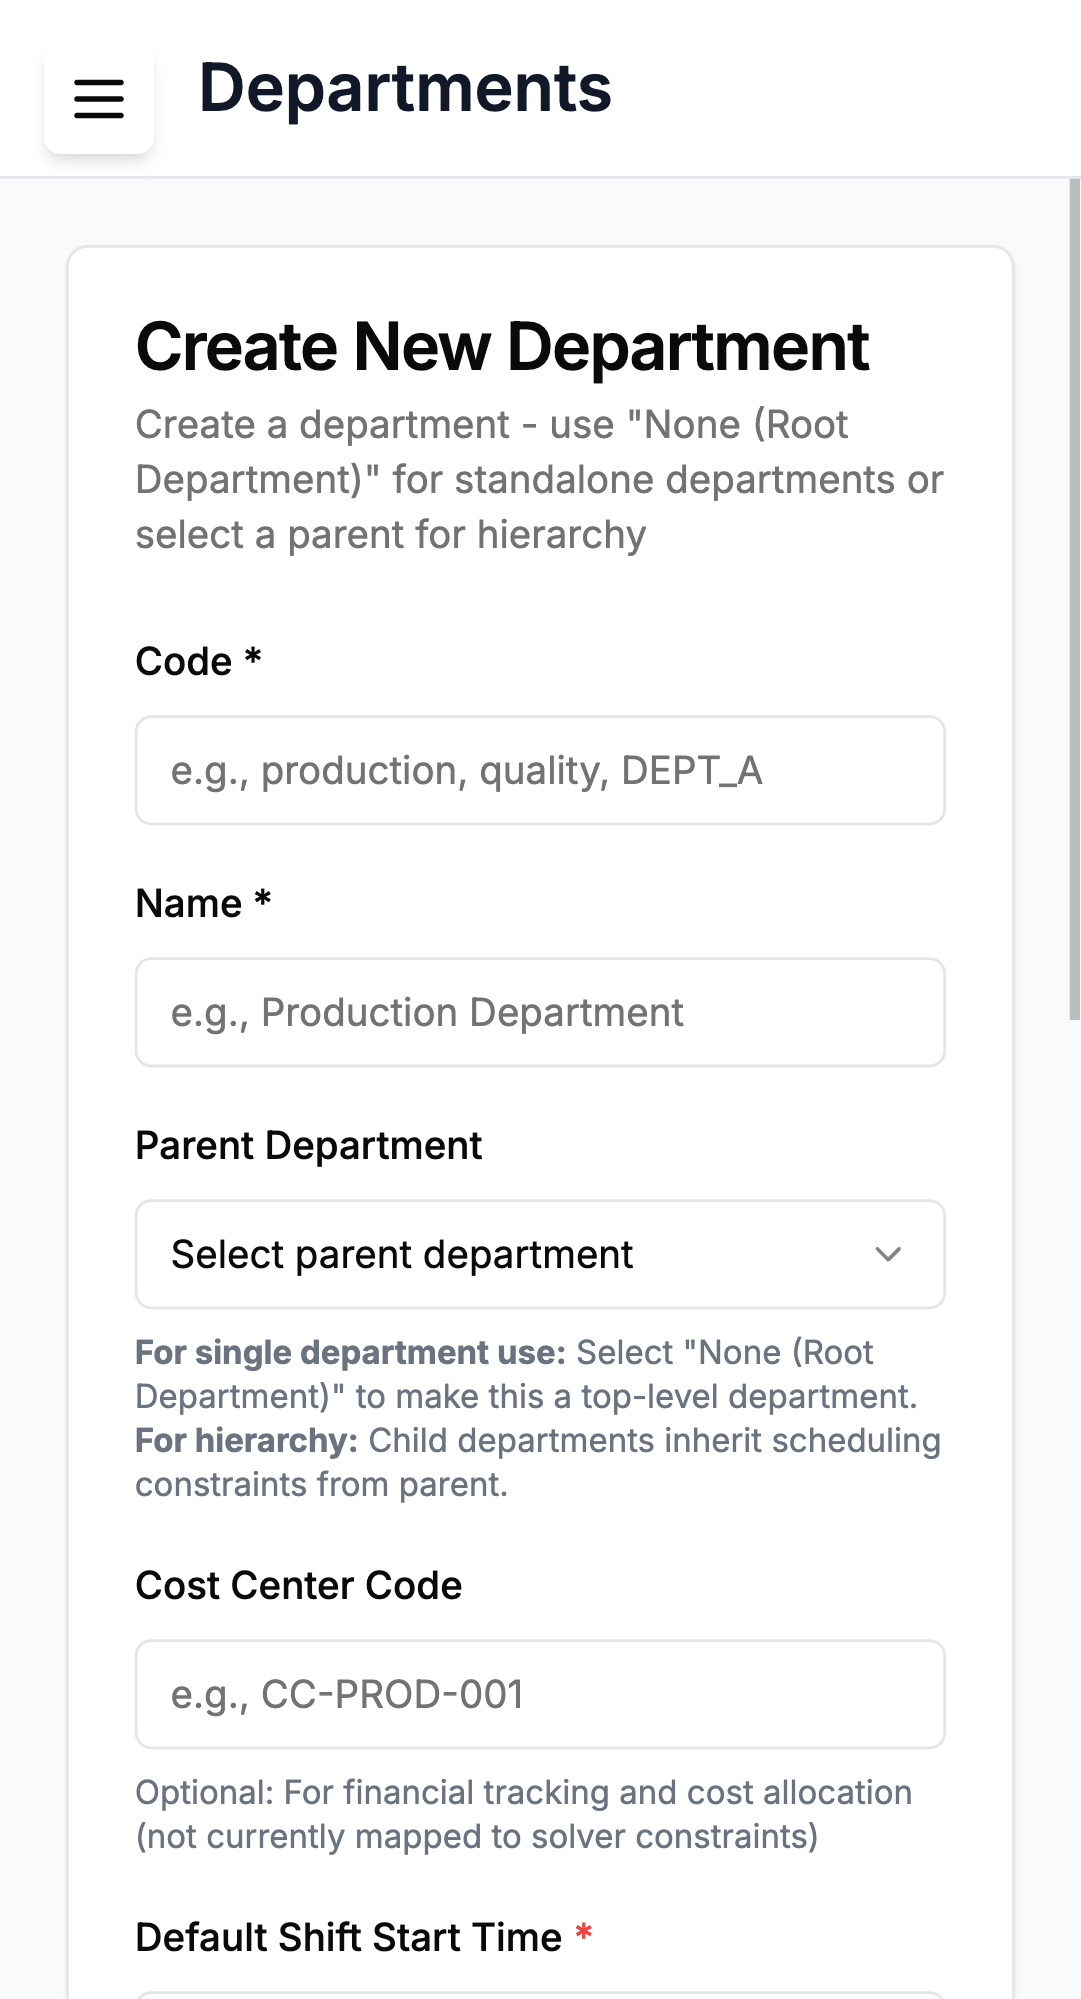 Departments
Create New Department
Create a department - use "None (Root
Department)" for standalone departments or
select a parent for hierarchy
Code *
e.g., production, quality, DEPT_A
Name *
e.g., Production Department
Parent Department
Select parent department
For single department use: Select "None (Root
Department)" to make this a top-level department.
For hierarchy: Child departments inherit scheduling
constraints from parent.
Cost Center Code
e.g., CC-PROD-001
Optional: For financial tracking and cost allocation
(not currently mapped to solver constraints)
Default Shift Start Time *